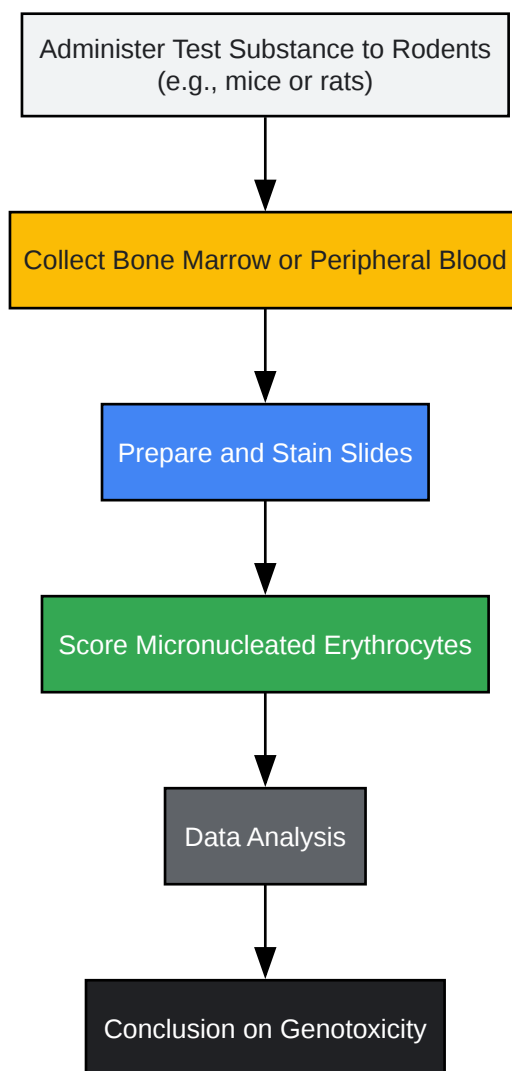 Administer Test Substance to Rodents
(e.g., mice or rats)
Collect Bone Marrow or Peripheral Blood
Prepare and Stain Slides
Score Micronucleated Erythrocytes
Data Analysis
Conclusion on Genotoxicity